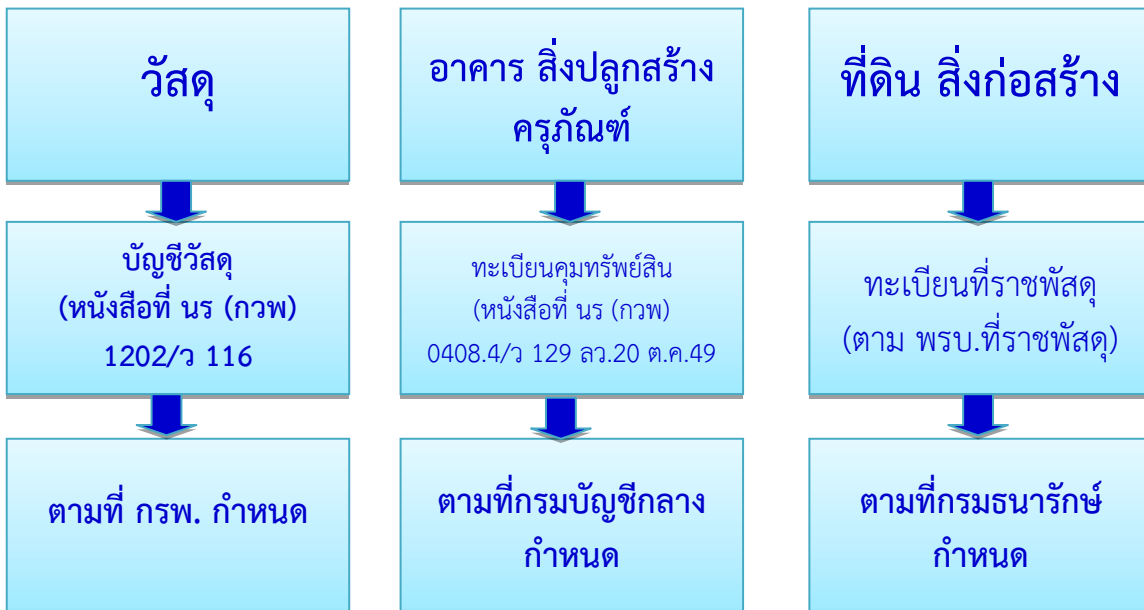 วัสดุ
อาคาร สิ่งปลูกสร้าง
ครุภัณฑ์
ที่ดิน สิ่งก่อสร้าง
บัญชีวัสดุ
(หนังสือที่ นร (กวพ)
1202/ว 116
ทะเบียนคุมทรัพย์สิน
(หนังสือที่ นร (กวพ)
0408.4/ว 129 ลว.20 ต.ค.49
ทะเบียนที่ราชพัสดุ
(ตาม พรบ.ที่ราชพัสดุ)
ตามที่ กรพ. กำหนด
ตามที่กรมบัญชีกลาง
กำหนด
ตามที่กรมธนารักษ์
กำหนด